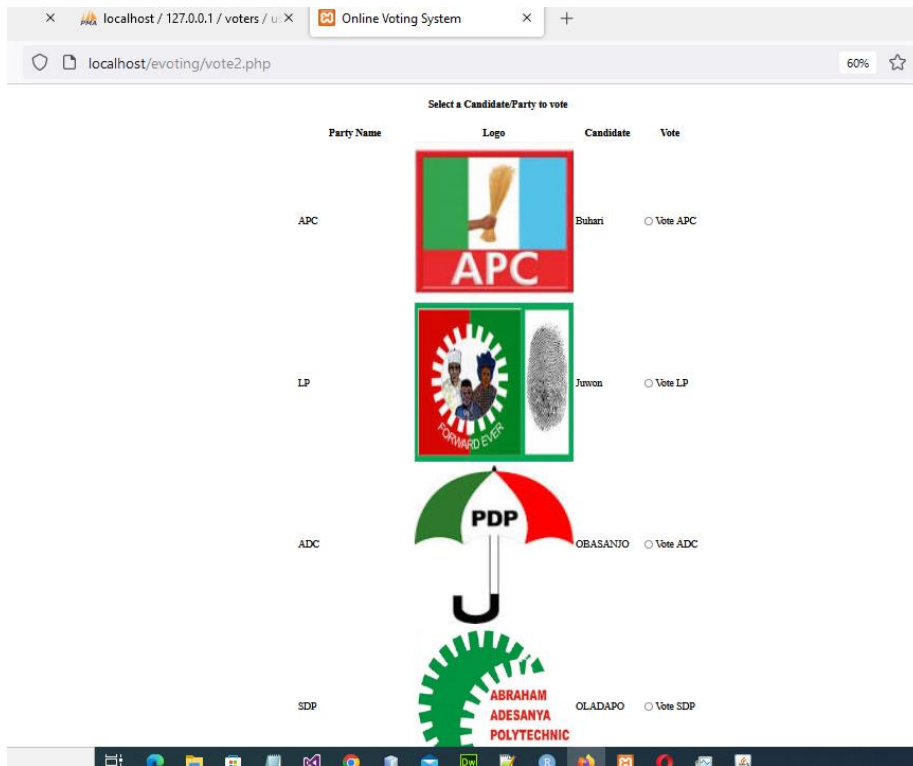 localhost / 127.0.0.1 / voters / u
Online Voting System
localhost/evoting/vote2.php
60%
Select a Candidate/Party to vote
Party Name Logo Candidate Vote
APC
APC Buhari Vote APC
LP Juwon Vote LP
FORWARD EVER
PDP
ADC OBASANJO Vote ADC
ABRAHAM
SDP ADESANYA OLADAPO Vote SDP
POLYTECHNIC